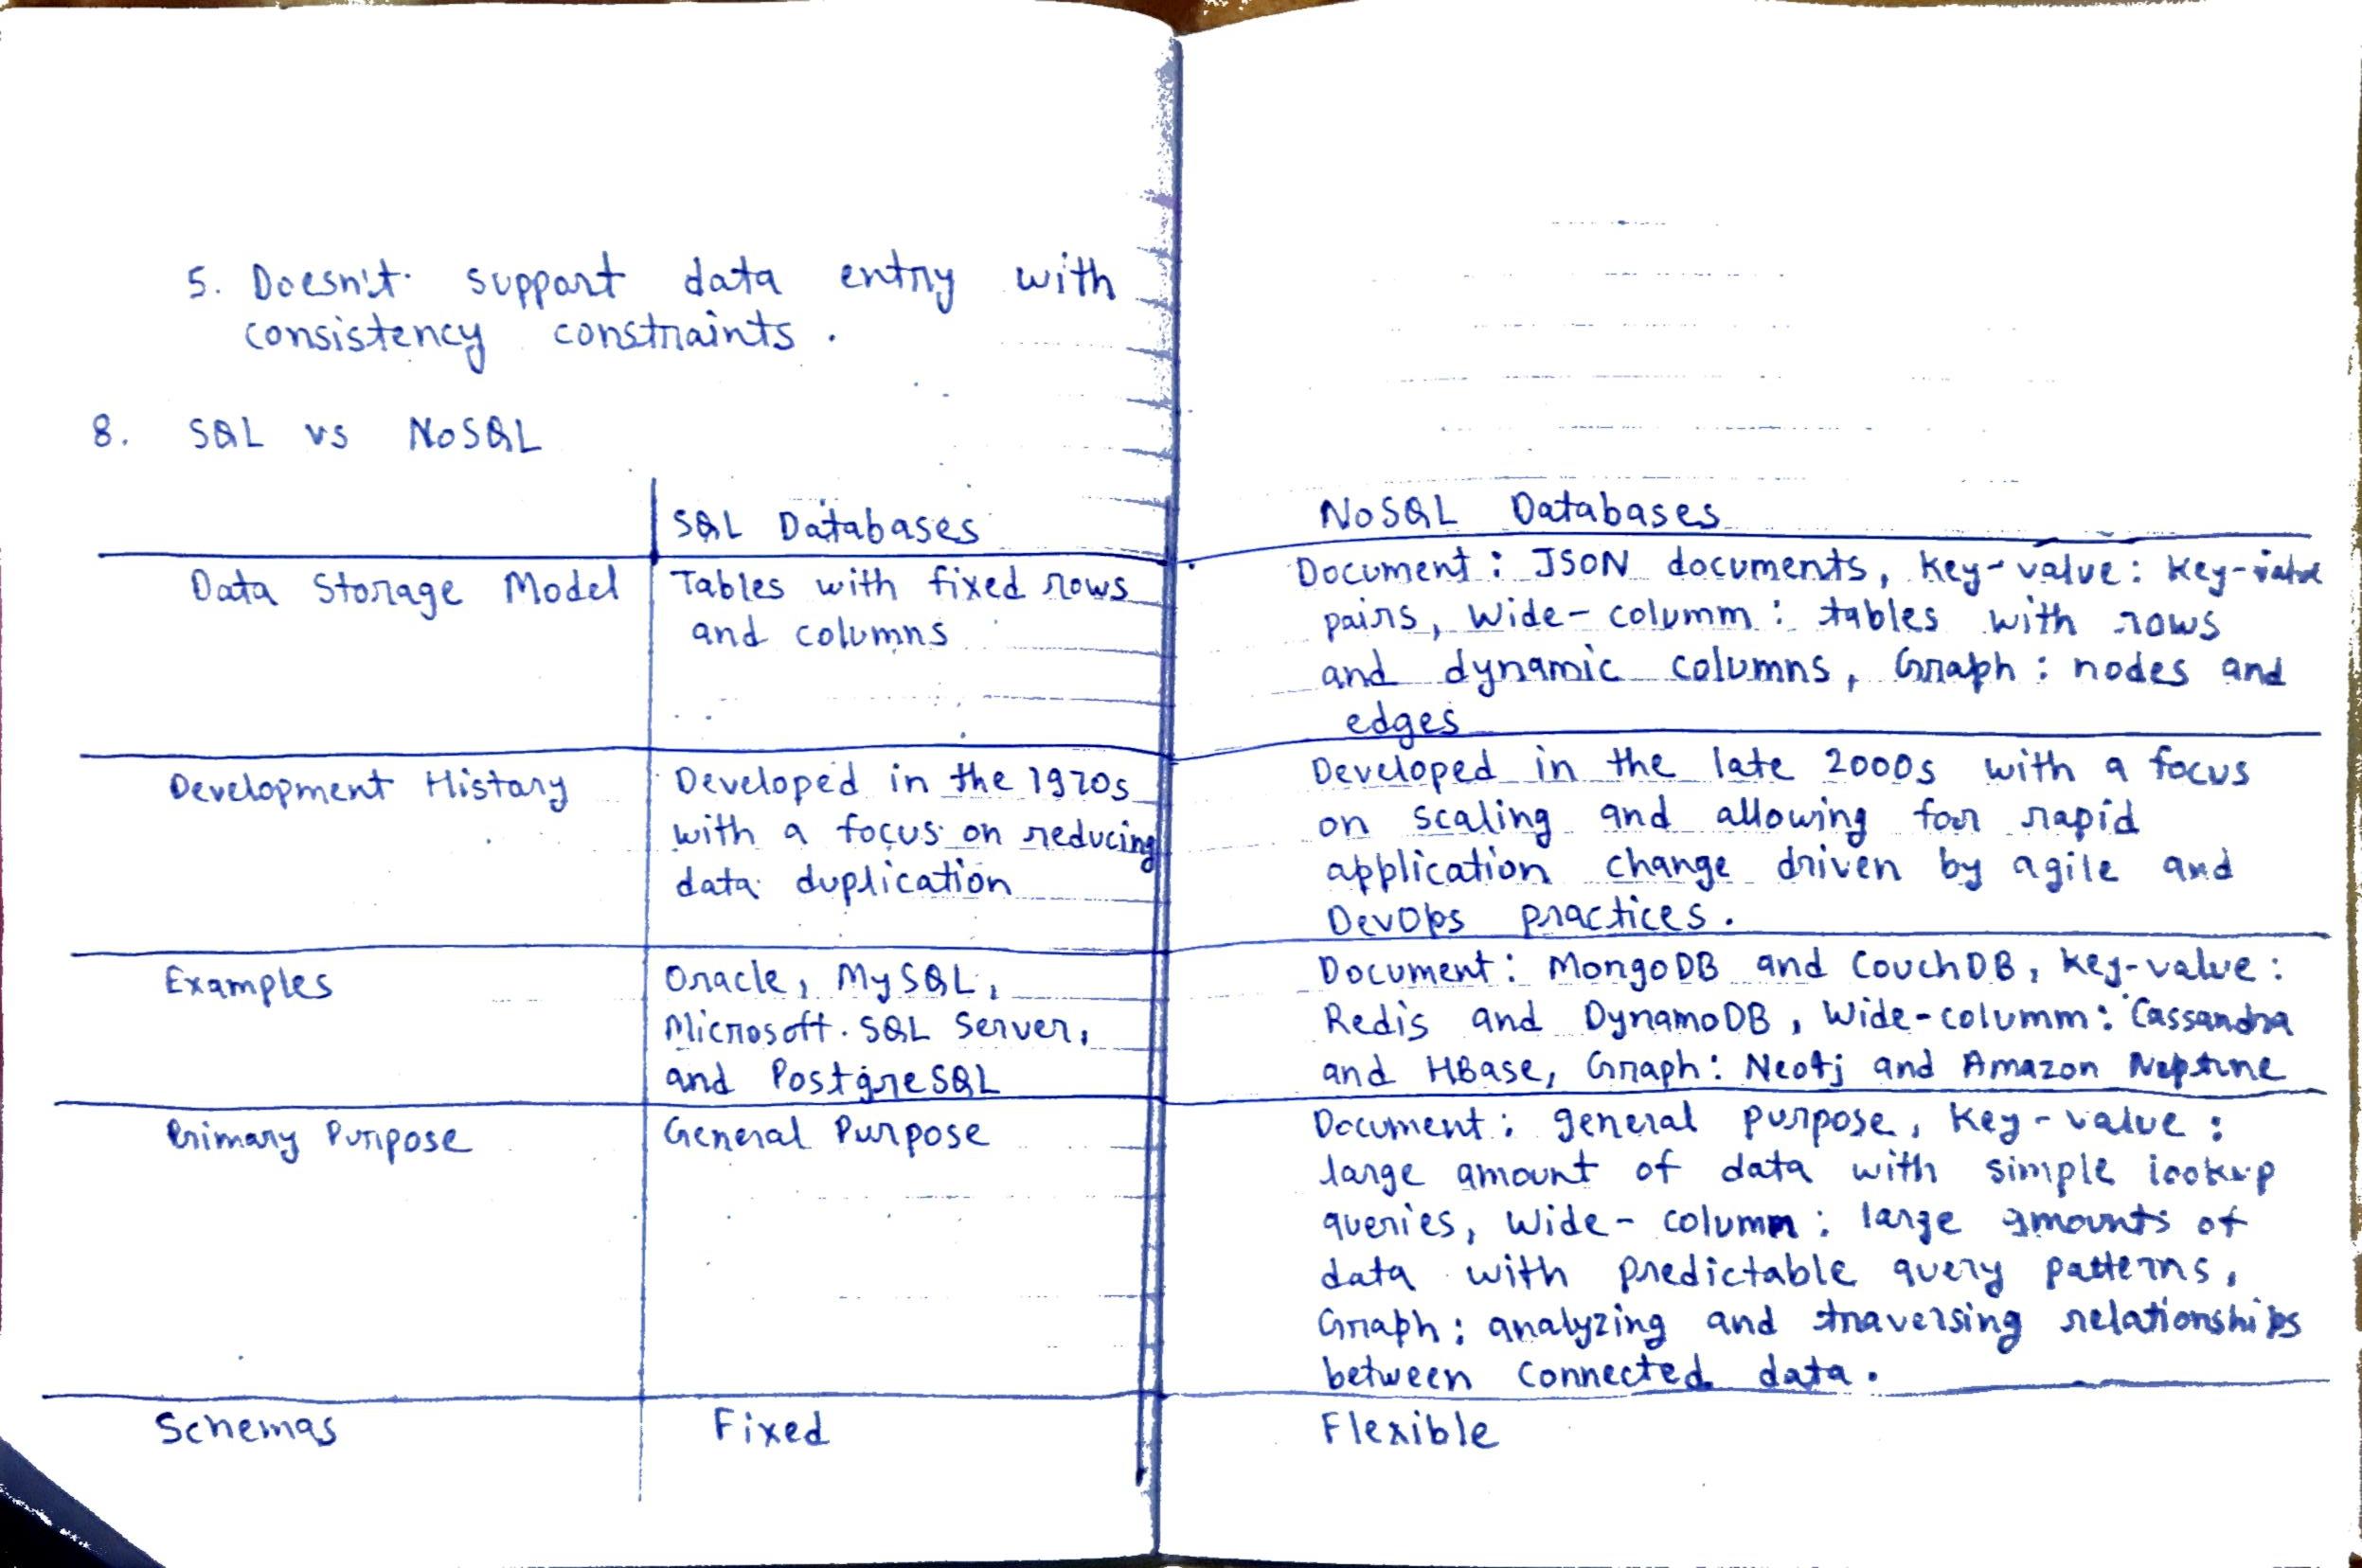 5. Doesn't support data entry with
consistency constraints.
8. SQL vs NoSQL
SQL Databases
NoSQL Databases
Data Storage Model
Tables with fixed rows
and columns
Document: JSON documents, Key-value: Key-value
pairs, Wide-column: tables with rows
and dynamic columns, Graph: nodes and
edges
Development History
Developed in the 1970s
with a focus on reducing
data duplication
Developed in the late 2000s with a focus
on scaling and allowing for rapid
application change driven by agile and
DevOps practices.
Examples
Oracle, MySQL,
Microsoft SQL Server,
and PostgreSQL
Document: MongoDB and CouchDB, Key-value:
Redis and DynamoDB, Wide-column: Cassandra
and HBase, Graph: Neo4j and Amazon Neptune
Primary Purpose
General Purpose
Document: general purpose, Key-value:
large amount of data with simple lookup
queries, Wide-column: large amounts of
data with predictable query patterns,
Graph: analyzing and traversing relationships
between connected data.
Schemas
Fixed
Flexible